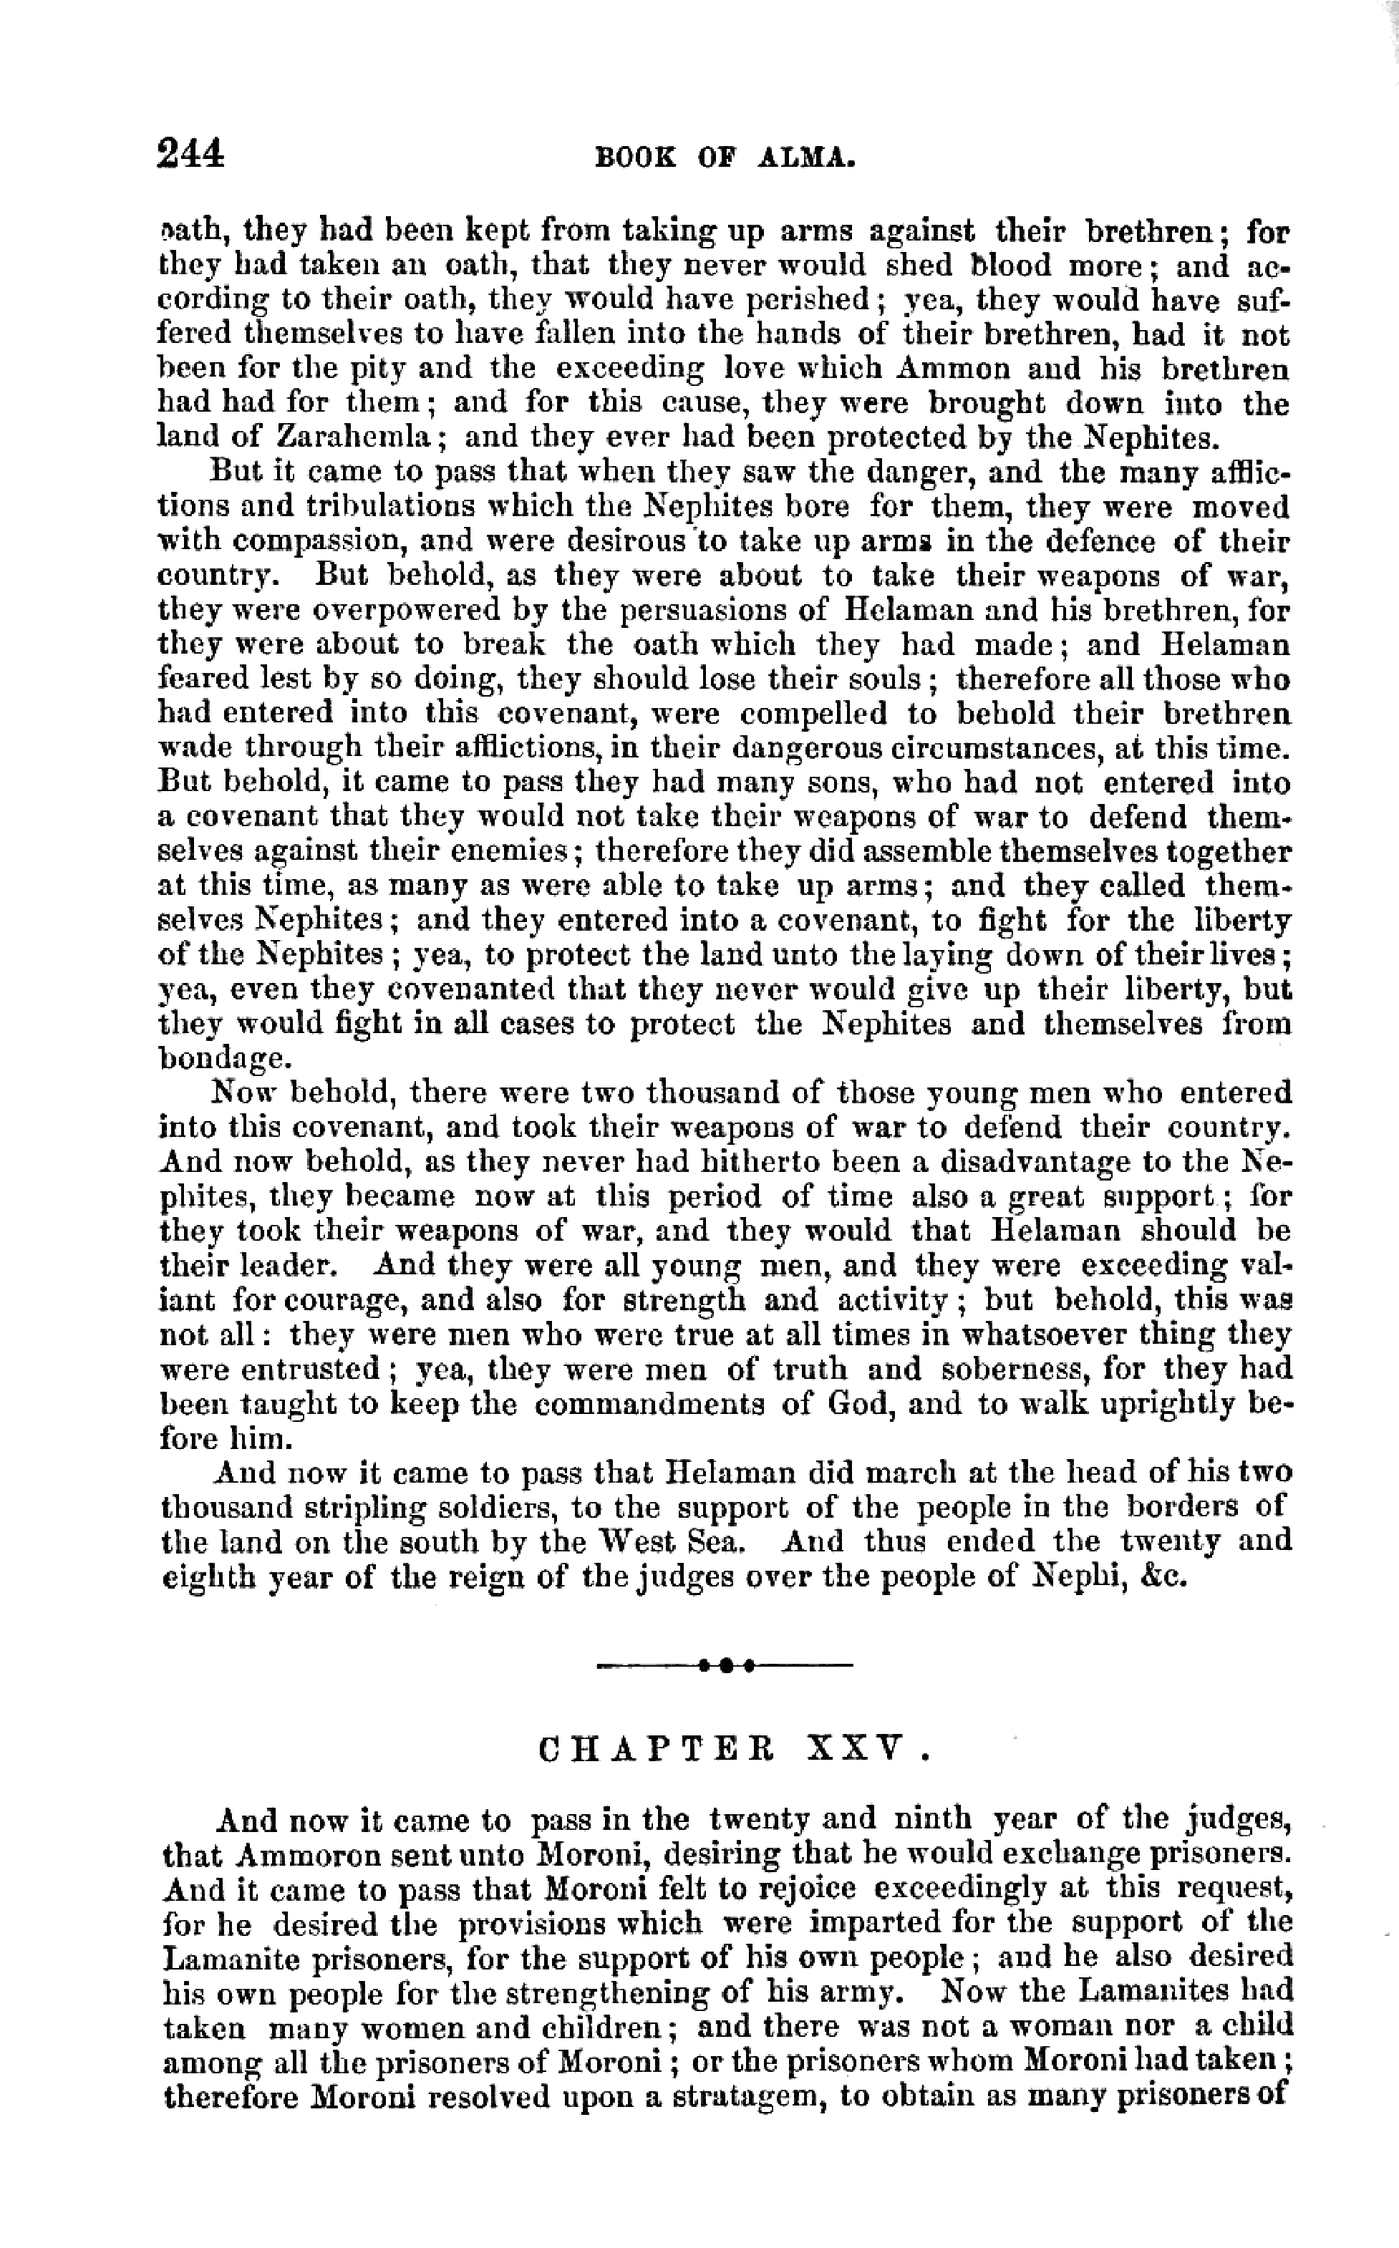 244 BOOK OF ALMA.
oath, they had been kept from taking up arms against their brethren; for
they had taken an oath, that they never would shed blood more; and ac-
cording to their oath, they would have perished; yea, they would have suf-
fered themselves to have fallen into the hands of their brethren, had it not
been for the pity and the exceeding love which Ammon and his brethren
had had for them; and for this cause, they were brought down into the
land of Zarahemla; and they ever had been protected by the Nephites.
But it came to pass that when they saw the danger, and the many afflic-
tions and tribulations which the Nephites bore for them, they were moved
with compassion, and were desirous to take up arms in the defence of their
country. But behold, as they were about to take their weapons of war,
they were overpowered by the persuasions of Helaman and his brethren, for
they were about to break the oath which they had made; and Helaman
feared lest by so doing, they should lose their souls; therefore all those who
had entered into this covenant, were compelled to behold their brethren
wade through their afflictions, in their dangerous circumstances, at this time.
But behold, it came to pass they had many sons, who had not entered into
a covenant that they would not take their weapons of war to defend them-
selves against their enemies; therefore they did assemble themselves together
at this time, as many as were able to take up arms; and they called them-
selves Nephites; and they entered into a covenant, to fight for the liberty
of the Nephites; yea, to protect the land unto the laying down of their lives;
yea, even they covenanted that they never would give up their liberty, but
they would fight in all cases to protect the Nephites and themselves from
bondage.
Now behold, there were two thousand of those young men who entered
into this covenant, and took their weapons of war to defend their country.
And now behold, as they never had hitherto been a disadvantage to the Ne-
phites, they became now at this period of time also a great support; for
they took their weapons of war, and they would that Helaman should be
their leader. And they were all young men, and they were exceeding val-
iant for courage, and also for strength and activity; but behold, this was
not all: they were men who were true at all times in whatsoever thing they
were entrusted; yea, they were men of truth and soberness, for they had
been taught to keep the commandments of God, and to walk uprightly be-
fore him.
And now it came to pass that Helaman did march at the head of his two
thousand stripling soldiers, to the support of the people in the borders of
the land on the south by the West Sea. And thus ended the twenty and
eighth year of the reign of the judges over the people of Nephi, &c.
CHAPTER XXV.
And now it came to pass in the twenty and ninth year of the judges,
that Ammoron sent unto Moroni, desiring that he would exchange prisoners.
And it came to pass that Moroni felt to rejoice exceedingly at this request,
for he desired the provisions which were imparted for the support of the
Lamanite prisoners, for the support of his own people; and he also desired
his own people for the strengthening of his army. Now the Lamanites had
taken many women and children; and there was not a woman nor a child
among all the prisoners of Moroni; or the prisoners whom Moroni had taken;
therefore Moroni resolved upon a stratagem, to obtain as many prisoners of